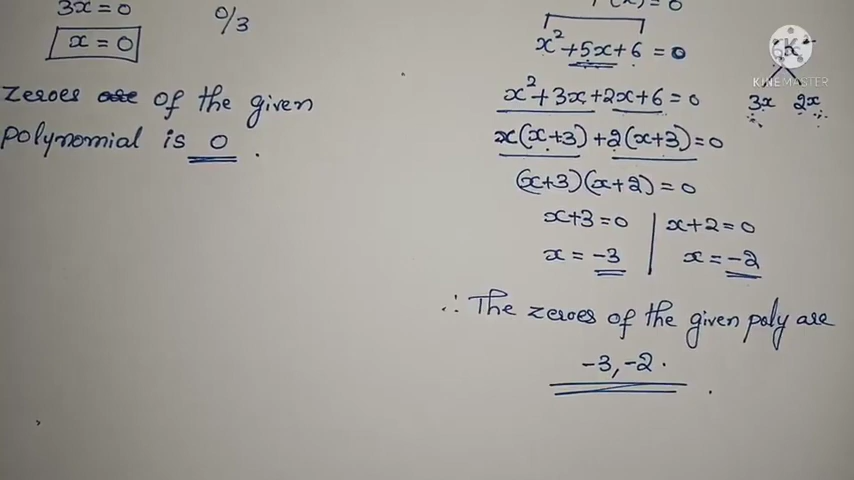 3x = 0
x = 0
0/3
zeroes of the given
polynomial is 0.
= 0
x² + 5x + 6 = 0
x² + 3x + 2x + 6 = 0
x(x+3) + 2(x+3) = 0
(x+3)(x+2) = 0
x+3 = 0 | x+2 = 0
x = -3 | x = -2
∴ The zeroes of the given poly are
-3, -2.
6x²
KINEMASTER
3x 2x